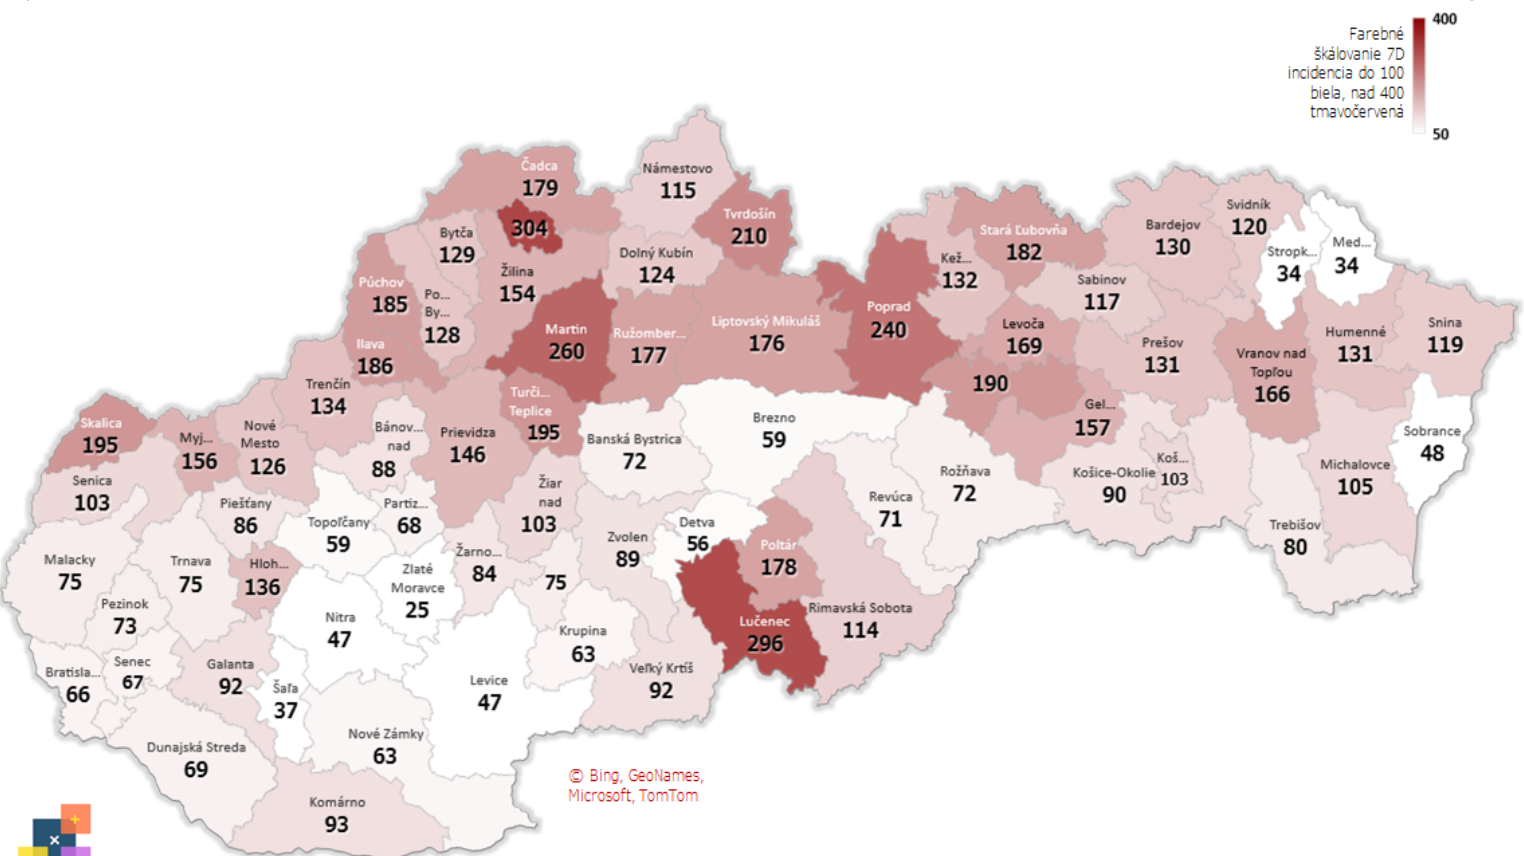 400
Farebné
škálovanie 7D
incidencia do 100
biela, nad 400
tmavočervená
50
Čadca
179
Námestovo
115
304
Tvrdošín
210
Bytča
129
Dolný Kubín
124
Žilina
154
Púchov
185
Po...
By...
128
Martin
260
Ružomber...
177
Liptovský Mikuláš
176
Poprad
240
Kež...
132
Stará Ľubovňa
182
Bardejov
130
Svidník
120
Stropk...
34
Med...
34
Sabinov
117
Levoča
169
Prešov
131
Vranov nad
Topľou
166
Humenné
131
Snina
119
Ilava
186
Trenčín
134
Turči...
Teplice
195
190
Gel...
157
Skalica
195
Myj...
156
Nové
Mesto
126
Bánov...
nad
88
Prievidza
146
Banská Bystrica
72
Brezno
59
Rožňava
72
Košice-Okolie
90
Koš...
103
Michalovce
105
Sobrance
48
Senica
103
Piešťany
86
Topoľčany
59
Partiz...
68
Žiar
nad
103
Zvolen
89
Detva
56
Revúca
71
Trebišov
80
Malacky
75
Trnava
75
Hloh...
136
Zlaté
Moravce
25
Žarno...
84
75
Poltár
178
Pezinok
73
Nitra
47
Krupina
63
Lučenec
296
Rimavská Sobota
114
Bratisla...
66
Senec
67
Galanta
92
Šaľa
37
Levice
47
Veľký Krtíš
92
Dunajská Streda
69
Nové Zámky
63
Komárno
93
© Bing, GeoNames,
Microsoft, TomTom